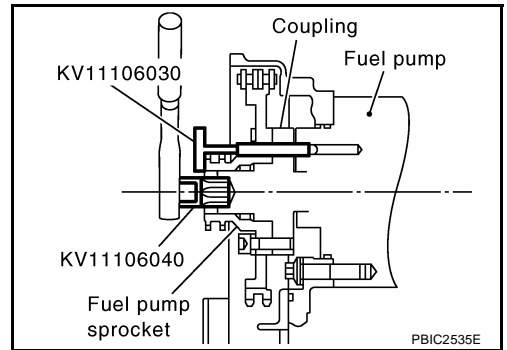 Coupling
Fuel pump
KV11106030
KV11106040
Fuel pump
sprocket
PBIC2535E